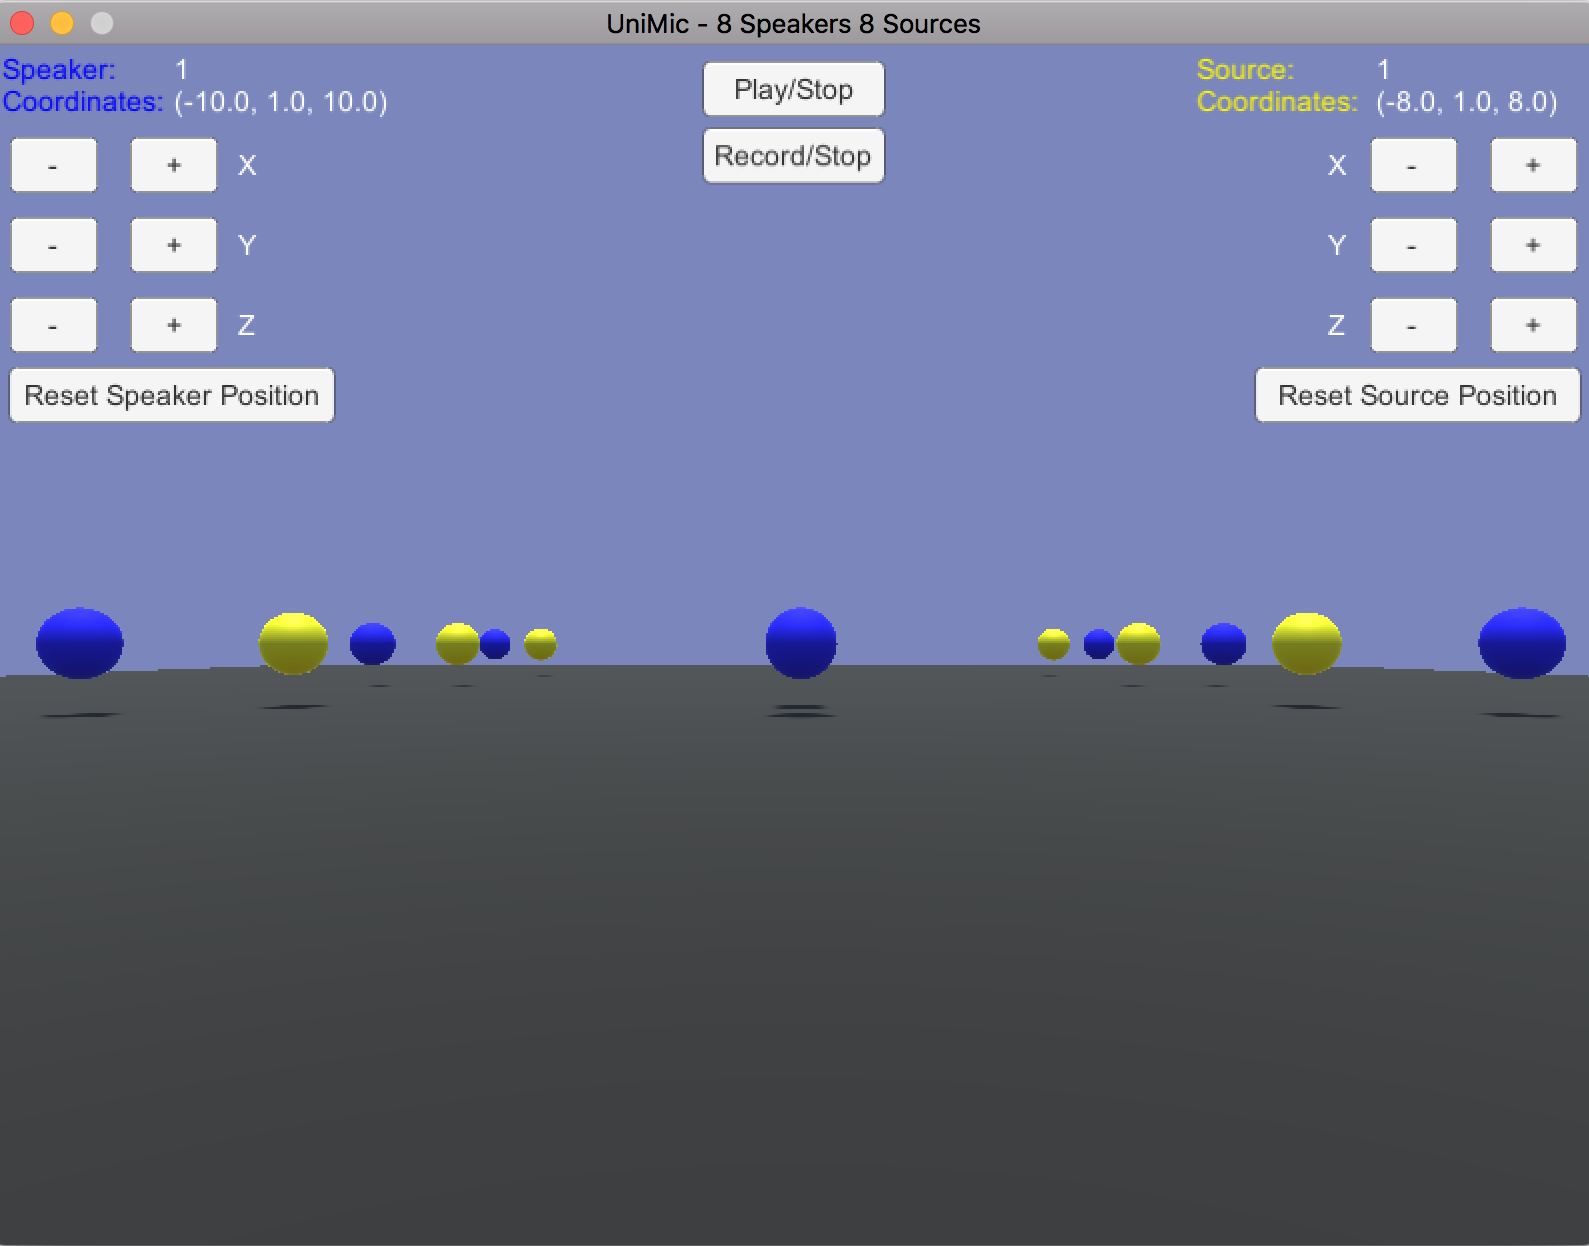 UniMic - 8 Speakers 8 Sources
Speaker: 1
Coordinates: (-10.0, 1.0, 10.0)
- + X
- + Y
- + Z
Reset Speaker Position
Play/Stop
Record/Stop
Source: 1
Coordinates: (-8.0, 1.0, 8.0)
X - +
Y - +
Z - +
Reset Source Position